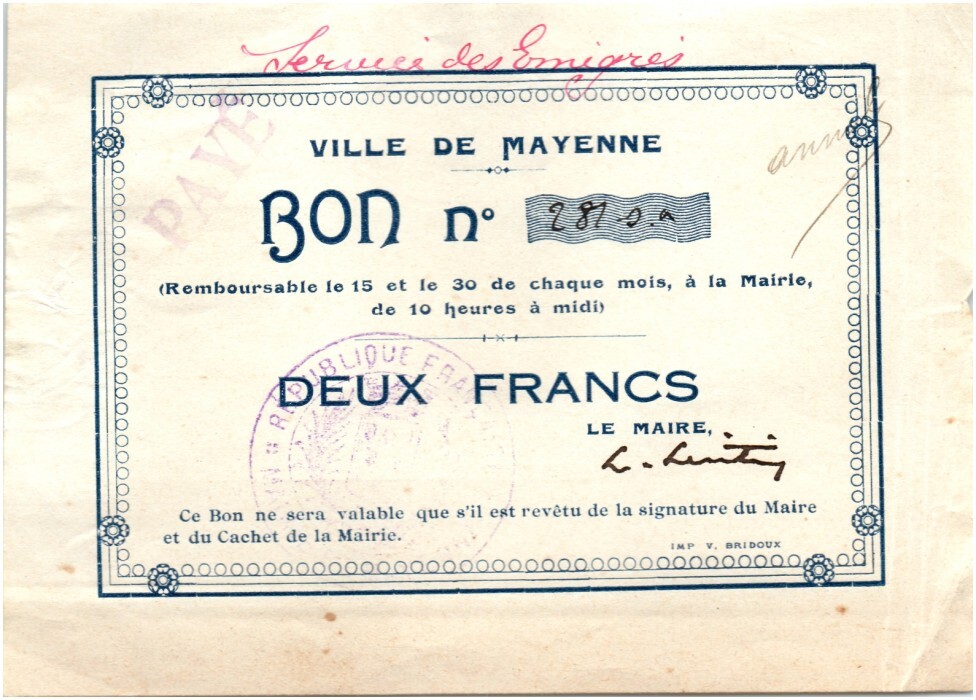 Service des Emigrés
PAYÉ
VILLE DE MAYENNE
BON nº 281
(Remboursable le 15 et le 30 de chaque mois, à la Mairie,
de 10 heures à midi)
RÉPUBLIQUE
DEUX FRANCS
LE MAIRE,
Ce Bon ne sera valable que s'il est revêtu de la signature du Maire
et du Cachet de la Mairie.
IMP V. BRIDOUX